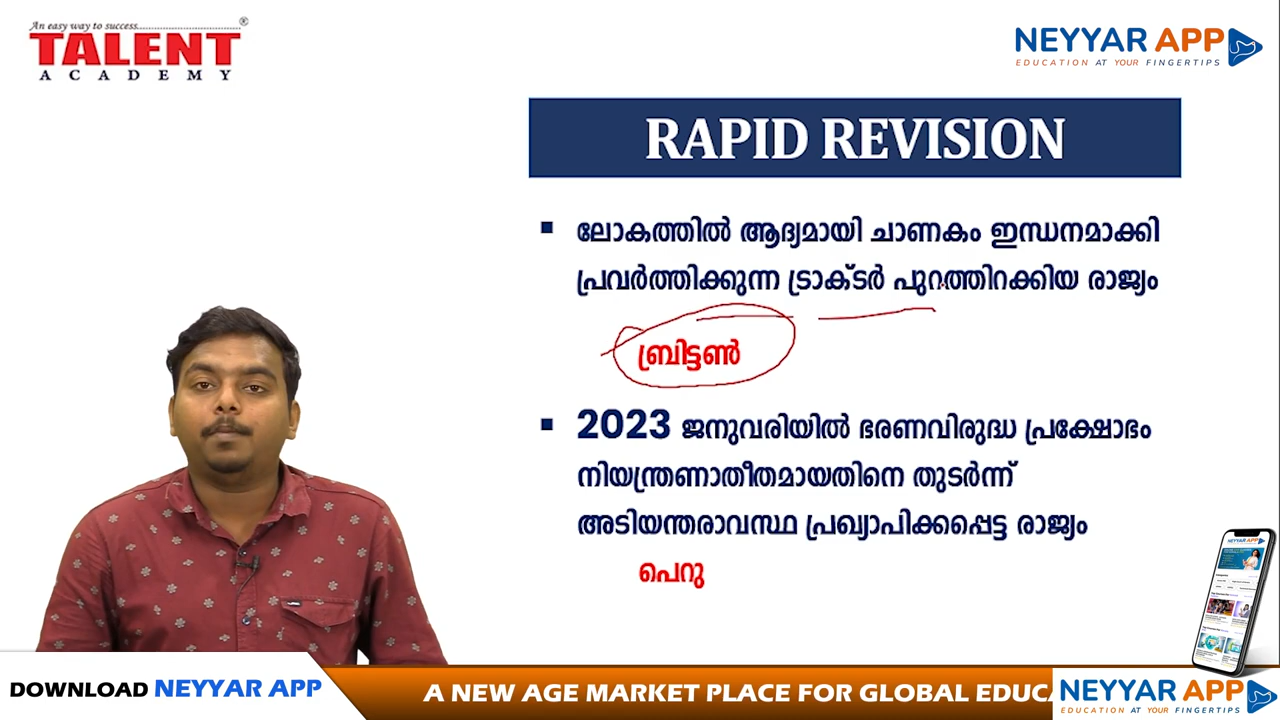 An easy way to success
TALENT
ACADEMY
NEYYAR APP
EDUCATION AT YOUR FINGERTIPS
RAPID REVISION
ലോകത്തിൽ ആദ്യമായി ചാണകം ഇന്ധനമാക്കി
പ്രവർത്തിക്കുന്ന ട്രാക്ടർ പുറത്തിറക്കിയ രാജ്യം
ബ്രിട്ടൺ
2023 ജനുവരിയിൽ ഭരണവിരുദ്ധ പ്രക്ഷോഭം
നിയന്ത്രണാതീതമായതിനെ തുടർന്ന്
അടിയന്തരാവസ്ഥ പ്രഖ്യാപിക്കപ്പെട്ട രാജ്യം
പെറു
NEYYAR APP
DOWNLOAD NEYYAR APP
A NEW AGE MARKET PLACE FOR GLOBAL EDUCA
NEYYAR APP
EDUCATION AT YOUR FINGERTIPS